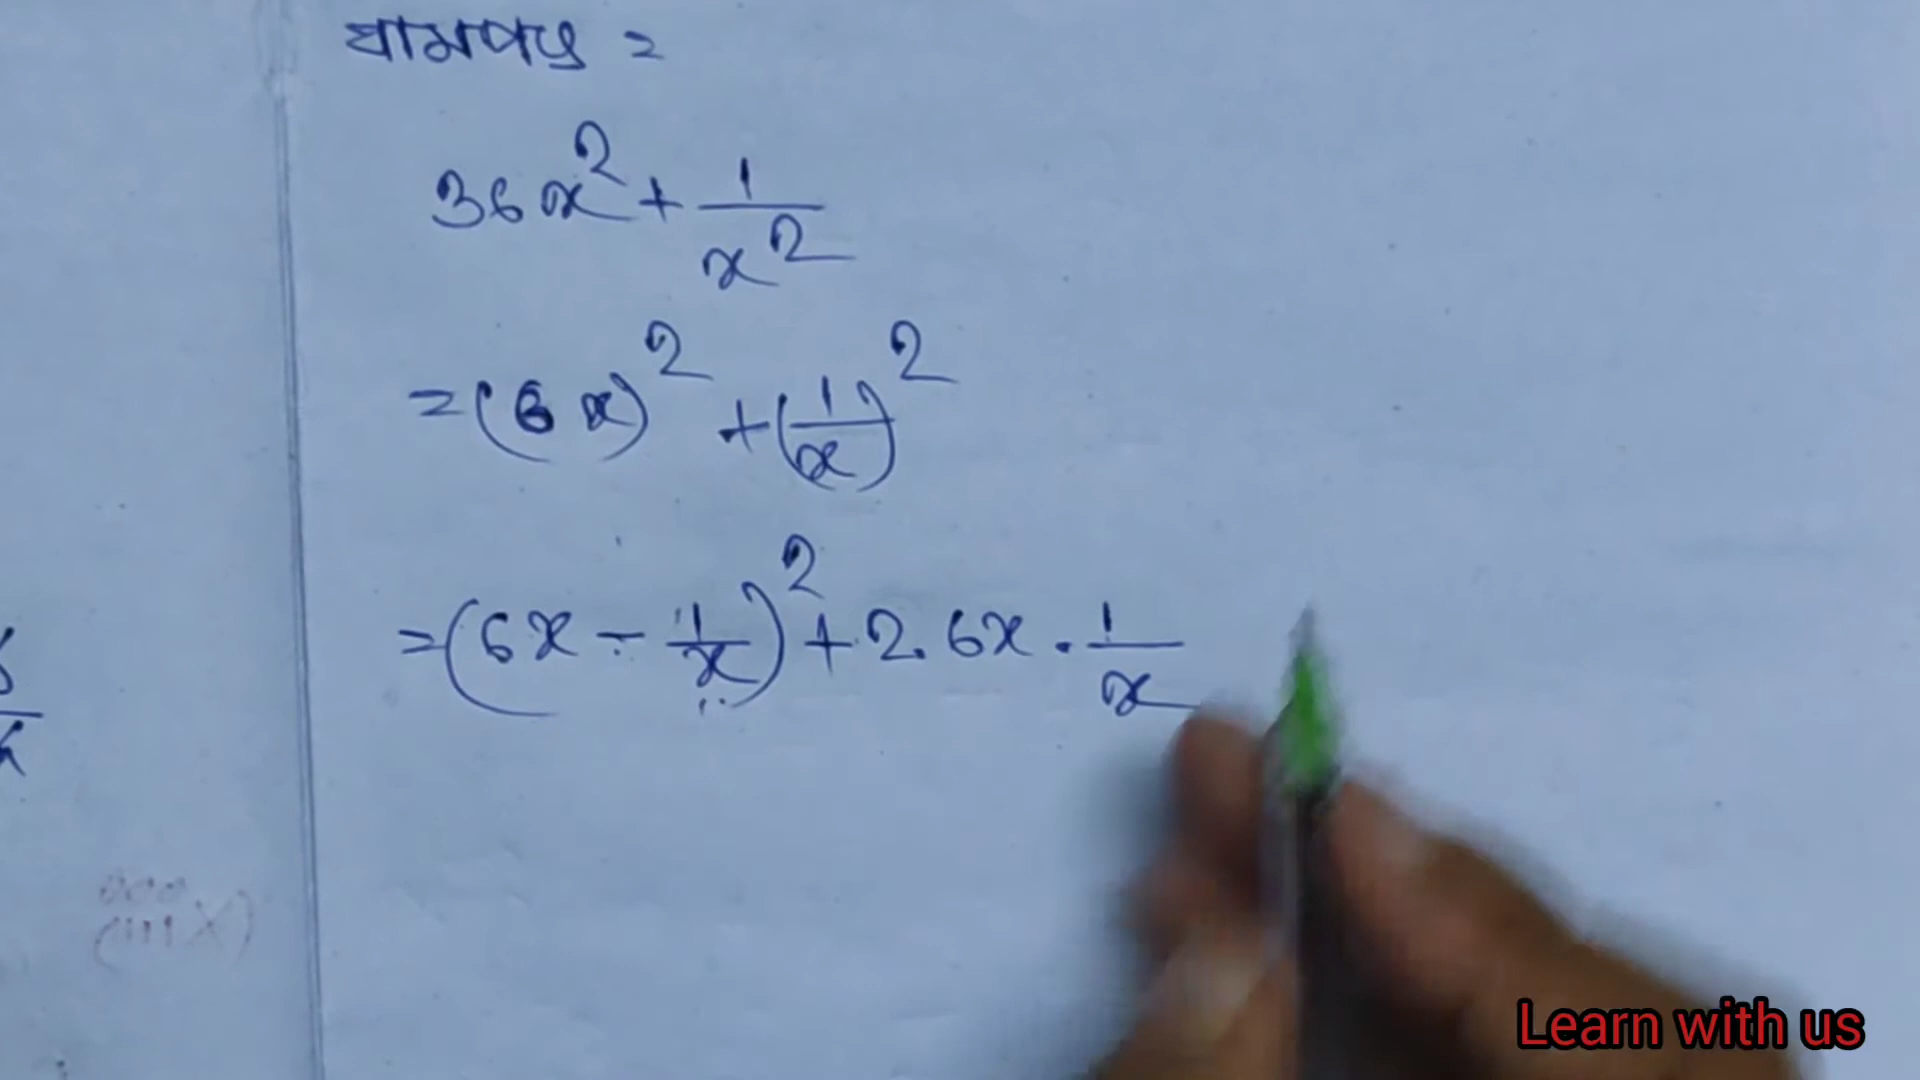 বামপক্ষ =
36x² + 1/x²
= (6x)² + (1/x)²
= (6x - 1/x)² + 2.6x . 1/x
Learn with us